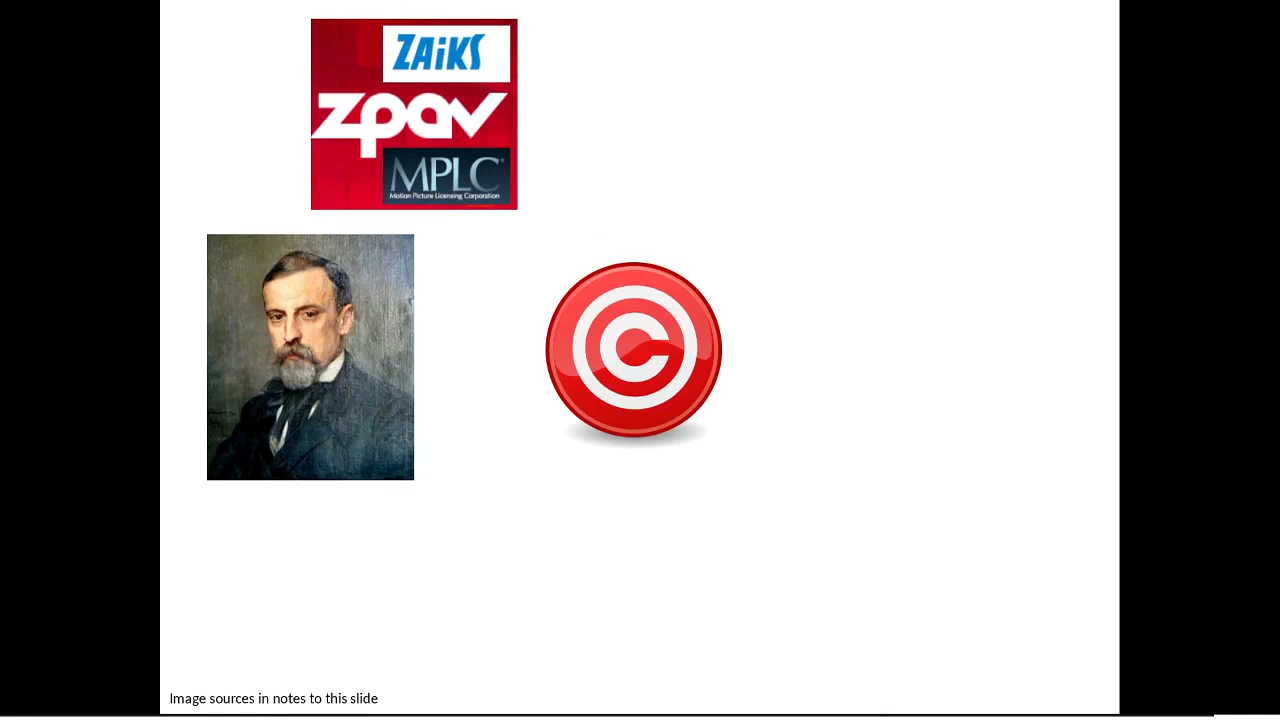 ZAiKS
zpav
MPLC®
Motion Picture Licensing Corporation
©
Image sources in notes to this slide